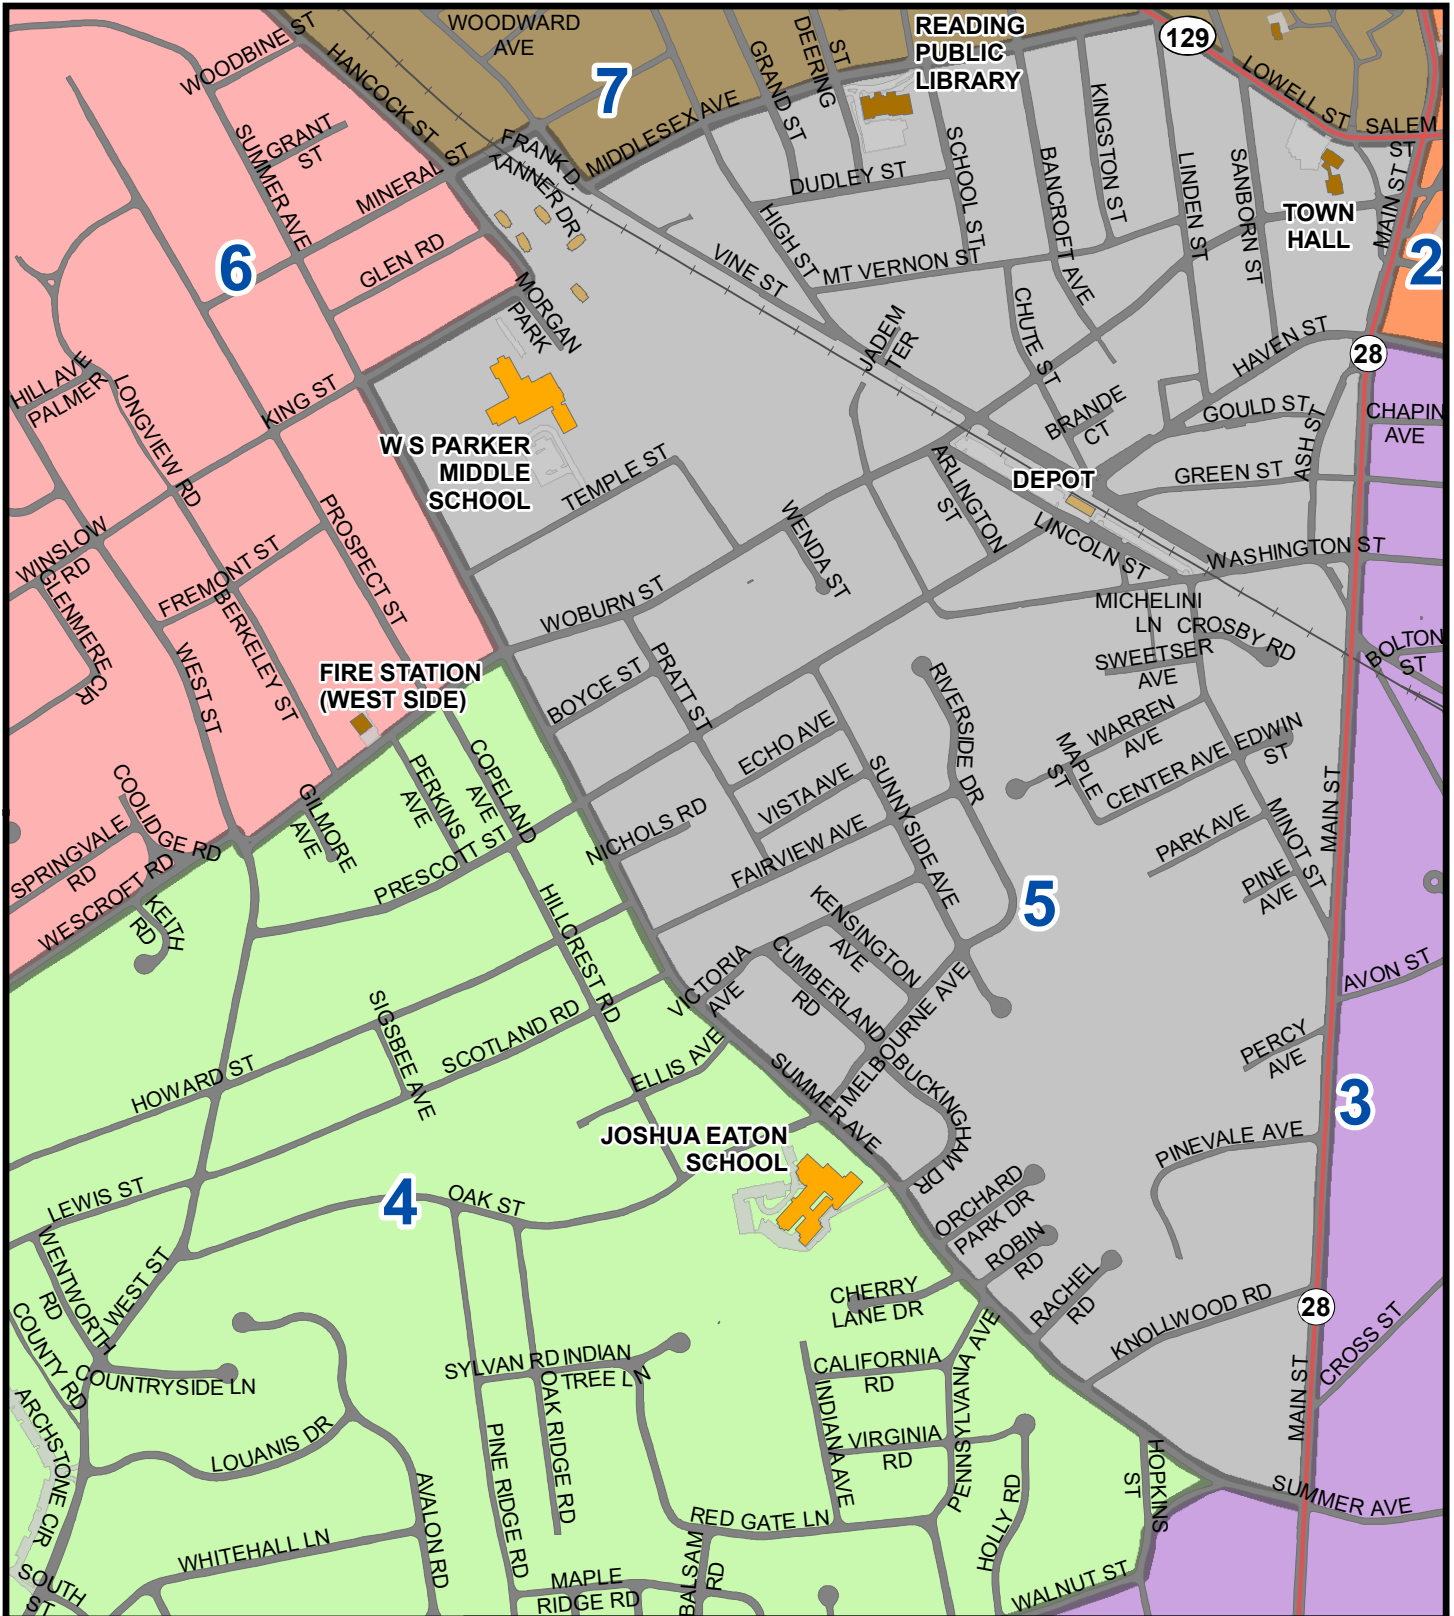 WOODBINE ST
HANCOCK ST
WOODWARD
AVE
7
GRAND ST
DEERING
ST
READING
PUBLIC
LIBRARY
129
LOWELL ST
SALEM
ST
SUMMER AVE
GRANT
ST
MINERAL ST
FRANK D.
TANNER DR
MIDDLESEX AVE
DUDLEY ST
SCHOOL ST
BANCROFT AVE
KINGSTON ST
LINDEN ST
SANBORN ST
TOWN
HALL
MAIN ST
2
6
GLEN RD
MORGAN
PARK
VINE ST
HIGH ST
MT VERNON ST
CHUTE ST
JADEM
TER
HAVEN ST
28
HILL AVE
PALMER
LONGVIEW RD
KING ST
W S PARKER
MIDDLE
SCHOOL
TEMPLE ST
BRANDE
CT
GOULD ST
ASH ST
CHAPIN
AVE
ARLINGTON
ST
DEPOT
GREEN ST
WINSLOW
RD
GLENMERE CIR
FREMONT ST
BERKELEY ST
PROSPECT ST
WEST ST
WOBURN ST
WENDA ST
LINCOLN ST
WASHINGTON ST
MICHELINI
LN
CROSBY RD
SWEETSER
AVE
BOLTON
ST
FIRE STATION
(WEST SIDE)
BOYCE ST
PRATT ST
ECHO AVE
VISTA AVE
SUNNYSIDE AVE
RIVERSIDE DR
WARREN
AVE
MAPLE
ST
CENTER AVE
EDWIN
ST
COOLIDGE RD
SPRINGVALE
RD
WESCROFT RD
KEITH
RD
GILMORE
AVE
PERKINS
AVE
COPELAND
AVE
PRESCOTT ST
NICHOLS RD
FAIRVIEW AVE
PARK AVE
MINOT ST
PINE
AVE
MAIN ST
5
HILLCREST RD
KENSINGTON
AVE
VICTORIA
AVE
CUMBERLAND
RD
MELBOURNE AVE
AVON ST
SIGSBEE AVE
SCOTLAND RD
HOWARD ST
ELLIS AVE
SUMMER AVE
BUCKINGHAM DR
PERCY
AVE
3
JOSHUA EATON
SCHOOL
PINEVALE AVE
LEWIS ST
4
OAK ST
ORCHARD
PARK DR
ROBIN
RD
WENTWORTH
RD
WEST ST
COUNTY RD
COUNTRYSIDE LN
CHERRY
LANE DR
RACHEL
RD
KNOLLWOOD RD
28
CROSS ST
MAIN ST
SYLVAN RD
INDIAN
TREE LN
CALIFORNIA
RD
INDIANA AVE
PENNSYLVANIA AVE
VIRGINIA
RD
ARCHSTONE CIR
LOUANIS DR
AVALON RD
PINE RIDGE RD
OAK RIDGE RD
RED GATE LN
HOLLY RD
HOPKINS
ST
SUMMER AVE
WHITEHALL LN
SOUTH
ST
MAPLE
RIDGE RD
BALSAM
RD
WALNUT ST